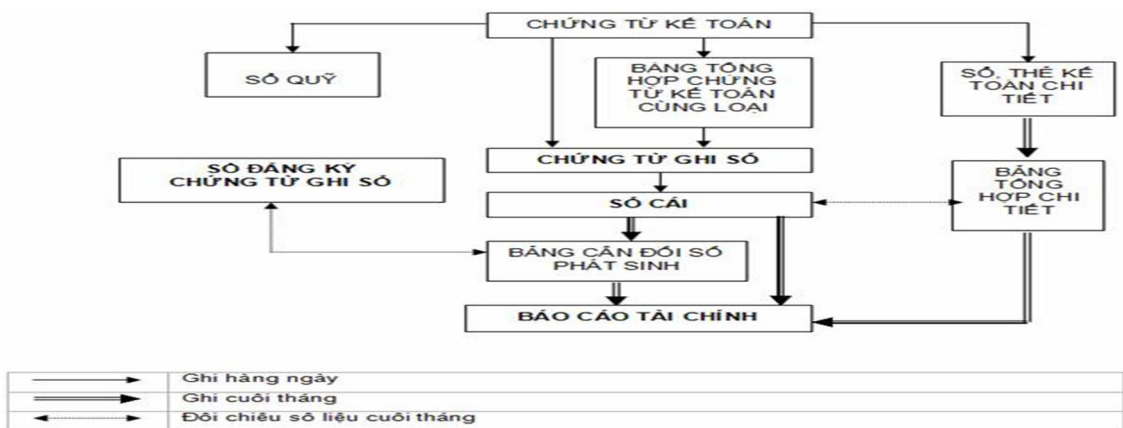 CHỨNG TỪ KẾ TOÁN
SỔ QUỸ
BẢNG TỔNG
HỢP CHỨNG
TỪ KẾ TOÁN
CÙNG LOẠI
SỔ, THẺ KẾ
TOÁN CHI
TIẾT
SỔ ĐĂNG KÝ
CHỨNG TỪ GHI SỔ
CHỨNG TỪ GHI SỔ
BẢNG
TỔNG
HỢP CHI
TIẾT
SỔ CÁI
BẢNG CÂN ĐỐI SỐ
PHÁT SINH
BÁO CÁO TÀI CHÍNH
Ghi hàng ngày
Ghi cuối tháng
Đối chiếu số liệu cuối tháng